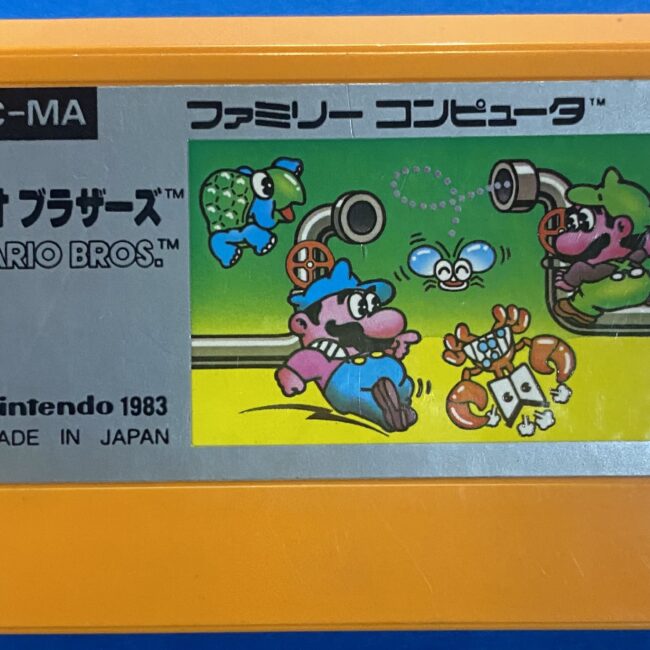 C-MA
ファミリー コンピュータ™
オ ブラザーズ™
ARIO BROS.™
intendo 1983
ADE IN JAPAN